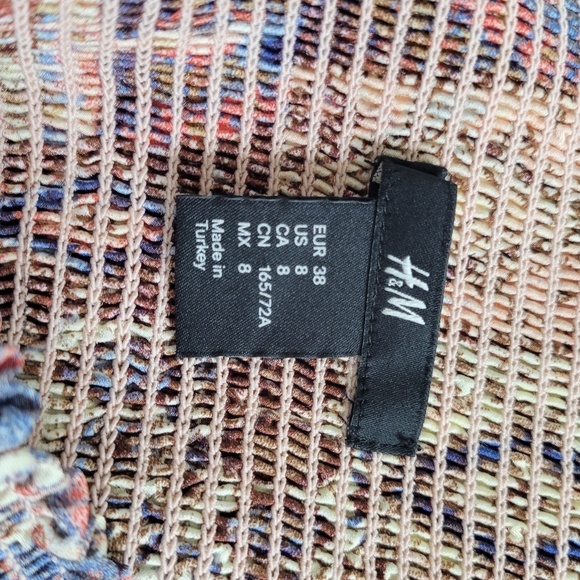 H&M
EUR 38
US 8
CA 8
CN 165/72A
MX 8
Made in
Turkey